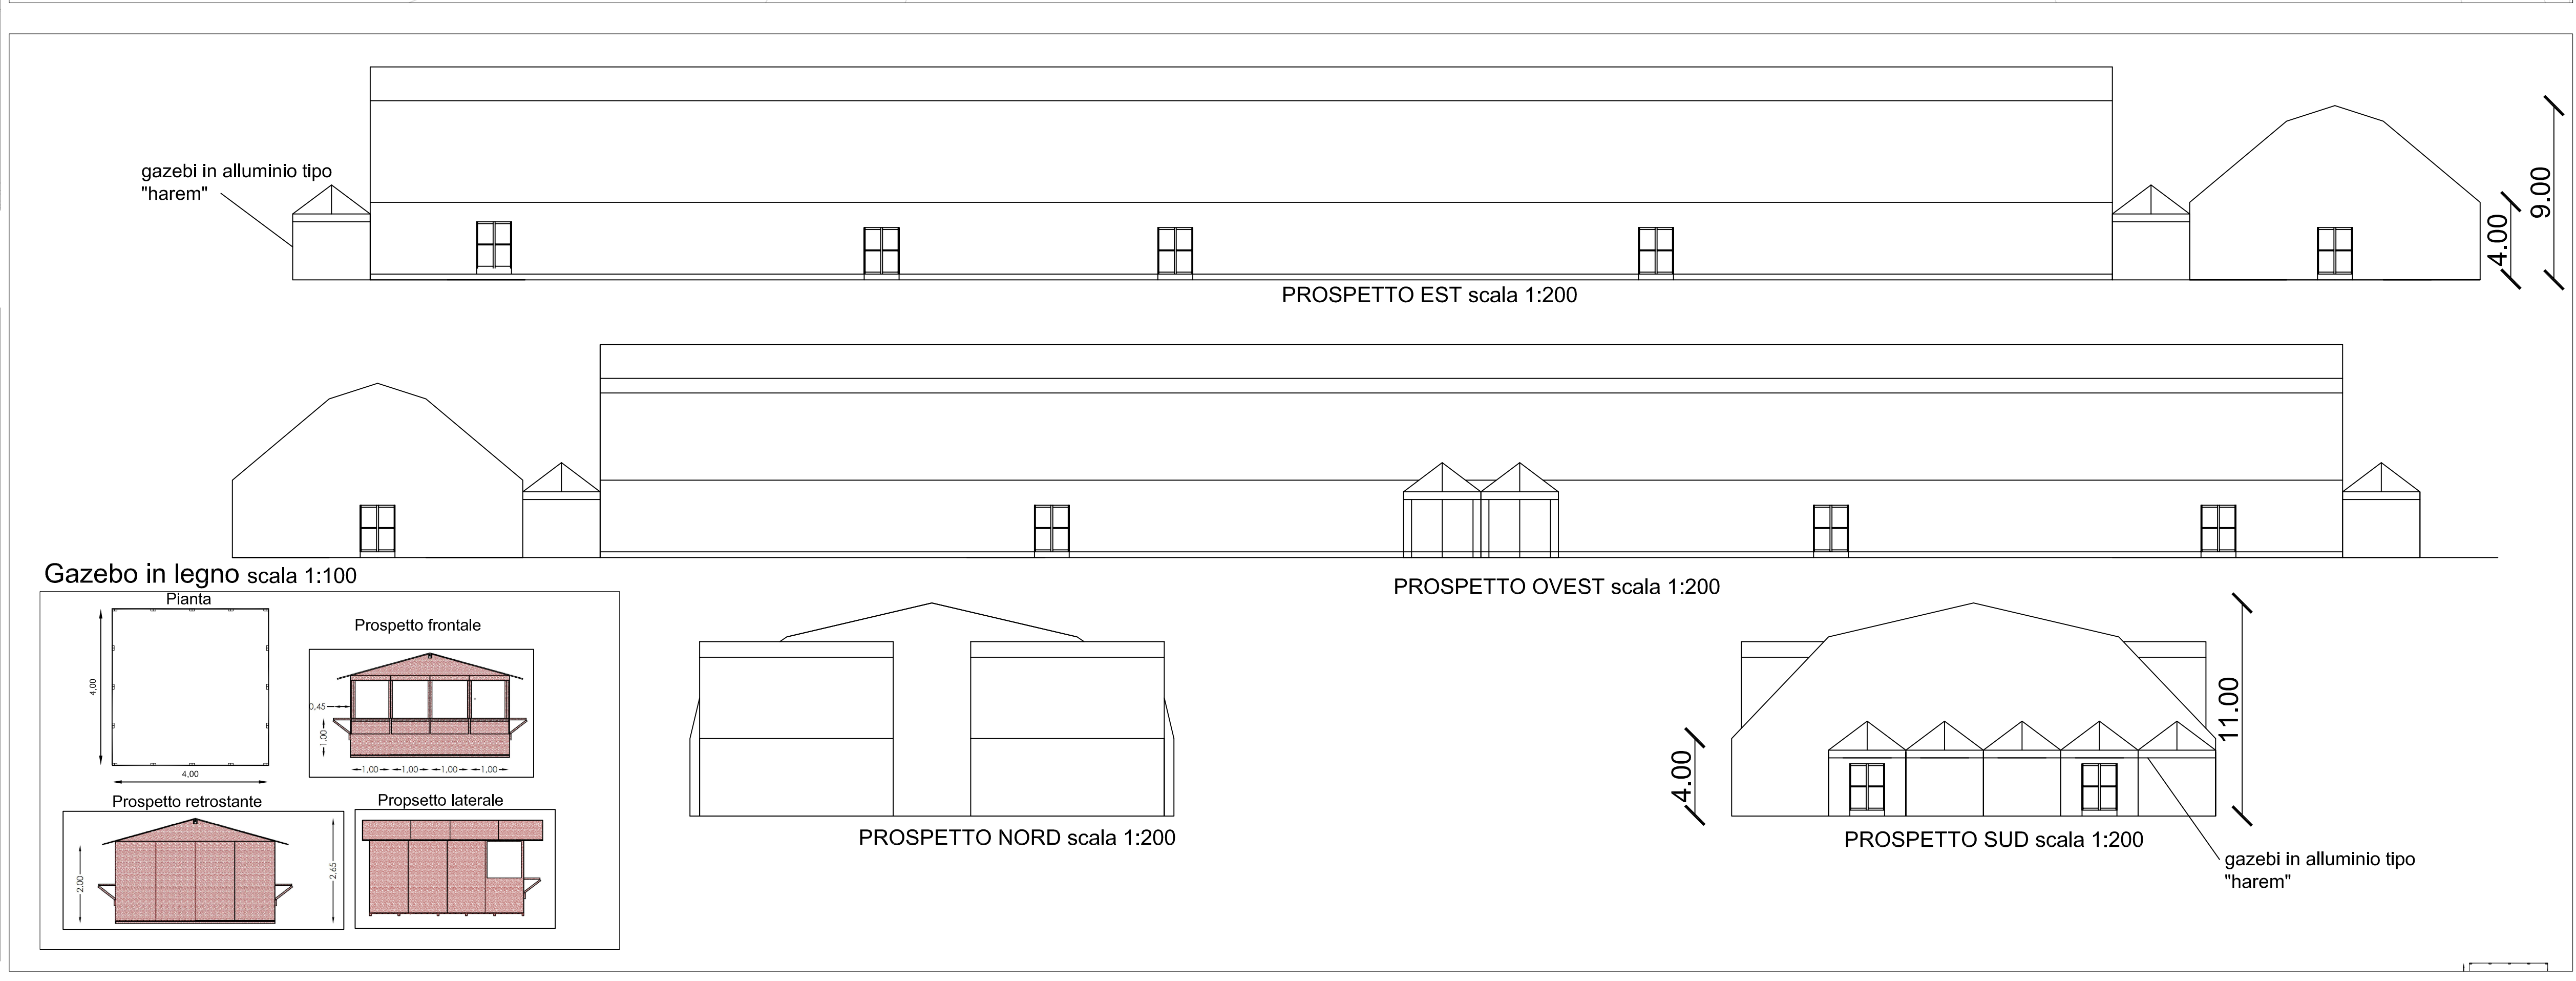 gazebi in alluminio tipo
"harem"
9.00
4.00
PROSPETTO EST scala 1:200
PROSPETTO OVEST scala 1:200
Gazebo in legno scala 1:100
Pianta
4,00
4,00
Prospetto frontale
0,45
1,00
1,00 1,00 1,00 1,00
Prospetto retrostante
2,00
2,65
Propsetto laterale
PROSPETTO NORD scala 1:200
4.00
11.00
PROSPETTO SUD scala 1:200
gazebi in alluminio tipo
"harem"